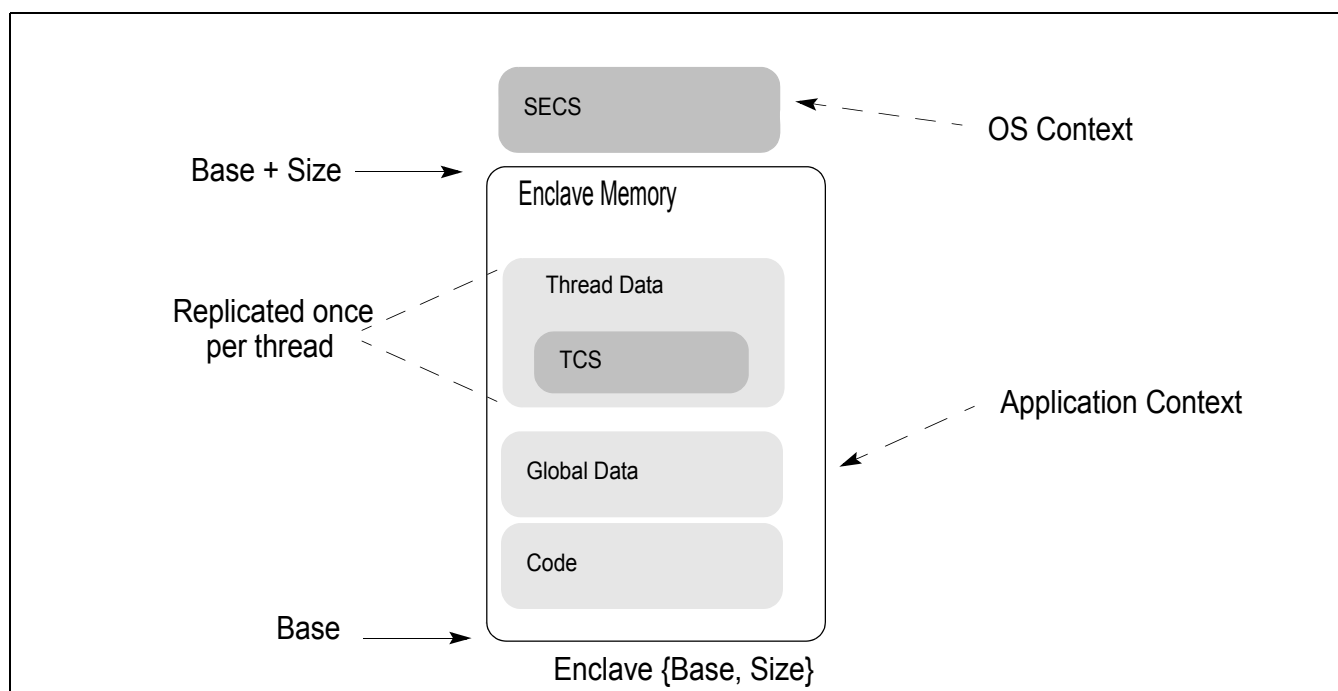 SECS
OS Context
Base + Size
Enclave Memory
Thread Data
Replicated once
per thread
TCS
Application Context
Global Data
Code
Base
Enclave {Base, Size}